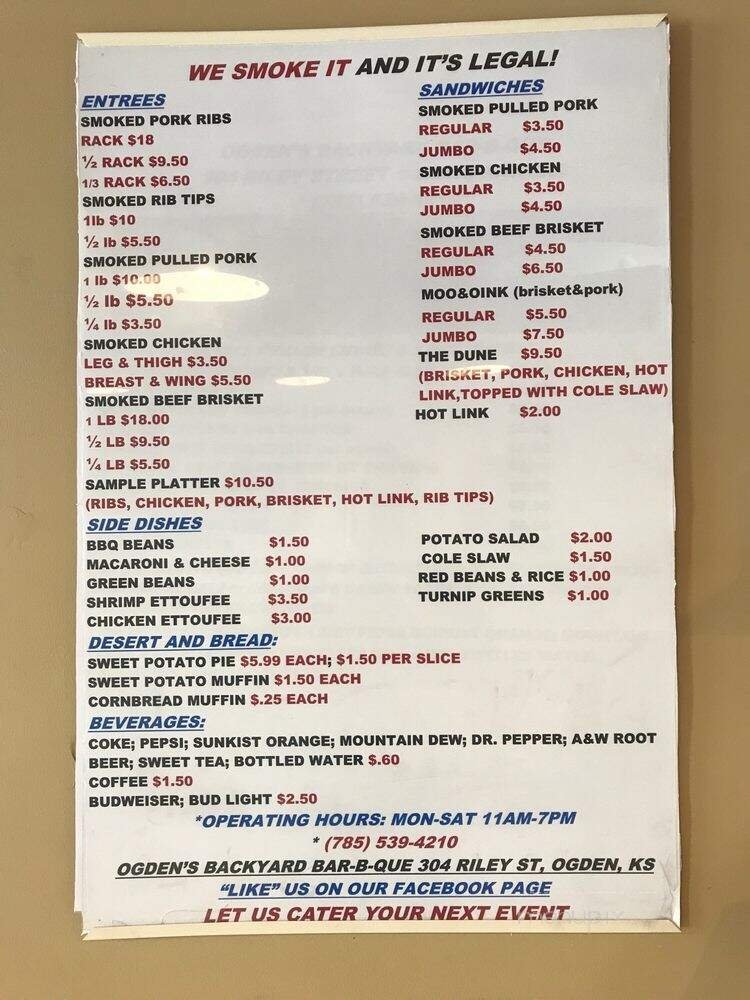 WE SMOKE IT AND IT'S LEGAL!
ENTREES
SMOKED PORK RIBS
RACK $18
½ RACK $9.50
1/3 RACK $6.50
SMOKED RIB TIPS
1lb $10
½ lb $5.50
SMOKED PULLED PORK
1 lb $10.00
½ lb $5.50
¼ lb $3.50
SMOKED CHICKEN
LEG & THIGH $3.50
BREAST & WING $5.50
SMOKED BEEF BRISKET
1 LB $18.00
½ LB $9.50
¼ LB $5.50
SAMPLE PLATTER $10.50
(RIBS, CHICKEN, PORK, BRISKET, HOT LINK, RIB TIPS)
SANDWICHES
SMOKED PULLED PORK
REGULAR $3.50
JUMBO $4.50
SMOKED CHICKEN
REGULAR $3.50
JUMBO $4.50
SMOKED BEEF BRISKET
REGULAR $4.50
JUMBO $6.50
MOO&OINK (brisket&pork)
REGULAR $5.50
JUMBO $7.50
THE DUNE $9.50
(BRISKET, PORK, CHICKEN, HOT
LINK,TOPPED WITH COLE SLAW)
HOT LINK $2.00
SIDE DISHES
BBQ BEANS $1.50
MACARONI & CHEESE $1.00
GREEN BEANS $1.00
SHRIMP ETTOUFEE $3.50
CHICKEN ETTOUFEE $3.00
POTATO SALAD $2.00
COLE SLAW $1.50
RED BEANS & RICE $1.00
TURNIP GREENS $1.00
DESERT AND BREAD:
SWEET POTATO PIE $5.99 EACH; $1.50 PER SLICE
SWEET POTATO MUFFIN $1.50 EACH
CORNBREAD MUFFIN $.25 EACH
BEVERAGES:
COKE; PEPSI; SUNKIST ORANGE; MOUNTAIN DEW; DR. PEPPER; A&W ROOT
BEER; SWEET TEA; BOTTLED WATER $.60
COFFEE $1.50
BUDWEISER; BUD LIGHT $2.50
*OPERATING HOURS: MON-SAT 11AM-7PM
* (785) 539-4210
OGDEN'S BACKYARD BAR-B-QUE 304 RILEY ST, OGDEN, KS
"LIKE" US ON OUR FACEBOOK PAGE
LET US CATER YOUR NEXT EVENT